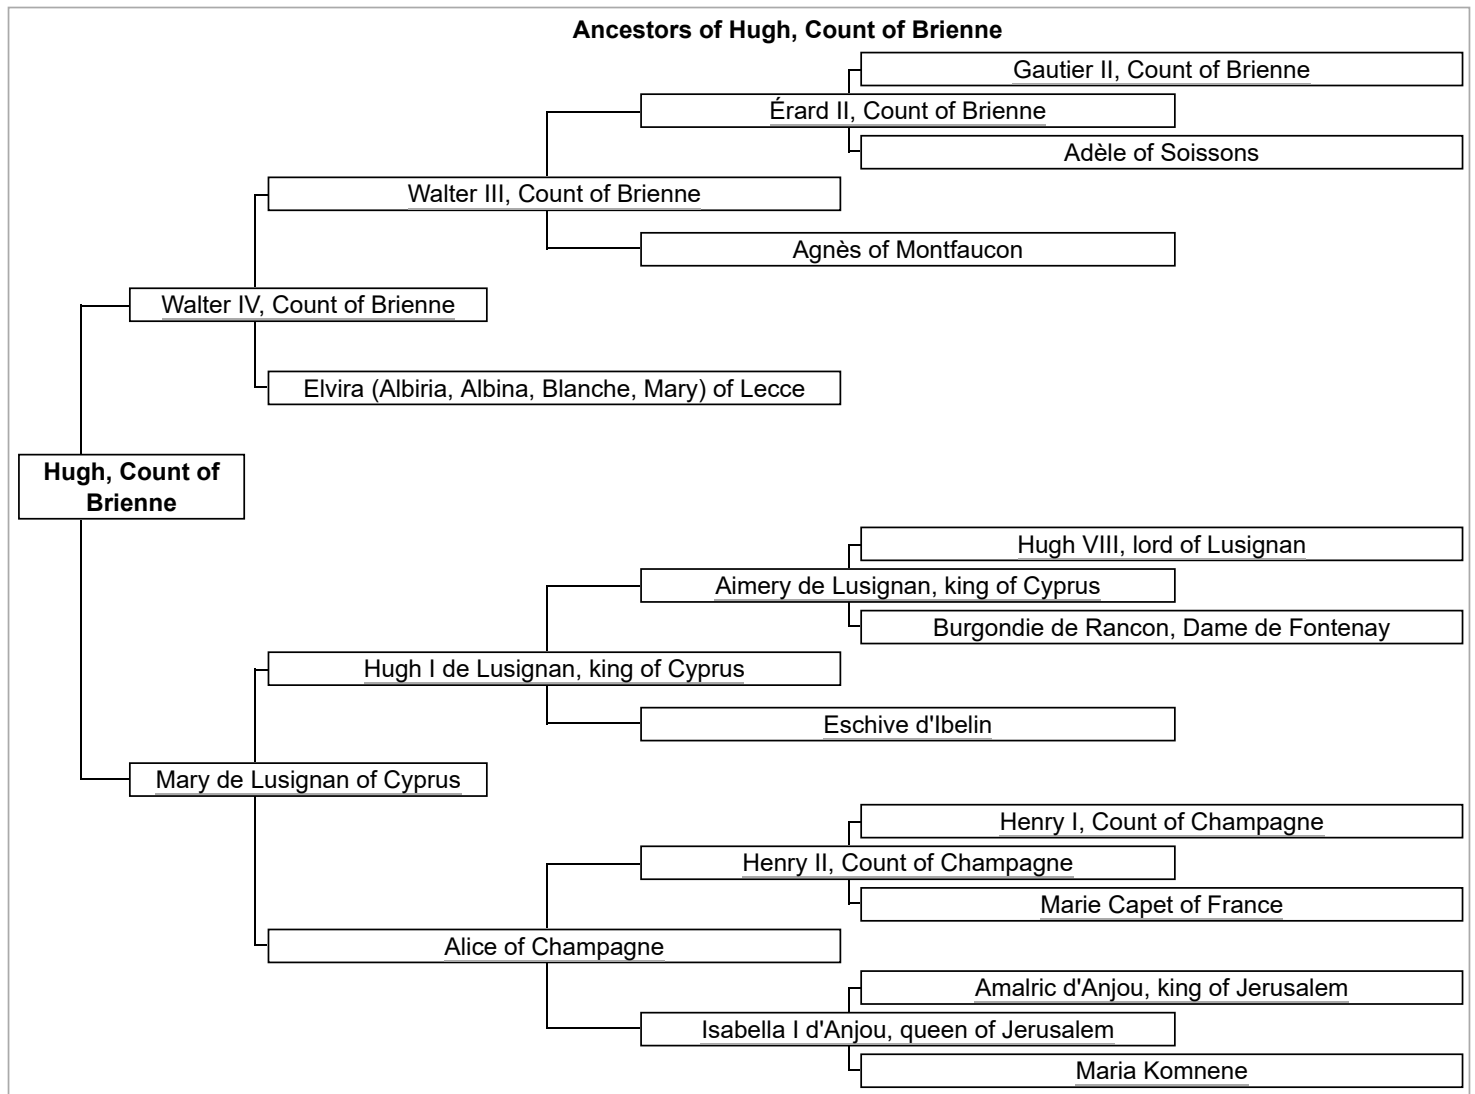 Ancestors of Hugh, Count of Brienne
Gautier II, Count of Brienne
Érard II, Count of Brienne
Adèle of Soissons
Walter III, Count of Brienne
Agnès of Montfaucon
Walter IV, Count of Brienne
Elvira (Albiria, Albina, Blanche, Mary) of Lecce
Hugh, Count of
Brienne
Hugh VIII, lord of Lusignan
Aimery de Lusignan, king of Cyprus
Burgondie de Rancon, Dame de Fontenay
Hugh I de Lusignan, king of Cyprus
Eschive d'Ibelin
Mary de Lusignan of Cyprus
Henry I, Count of Champagne
Henry II, Count of Champagne
Marie Capet of France
Alice of Champagne
Amalric d'Anjou, king of Jerusalem
Isabella I d'Anjou, queen of Jerusalem
Maria Komnene